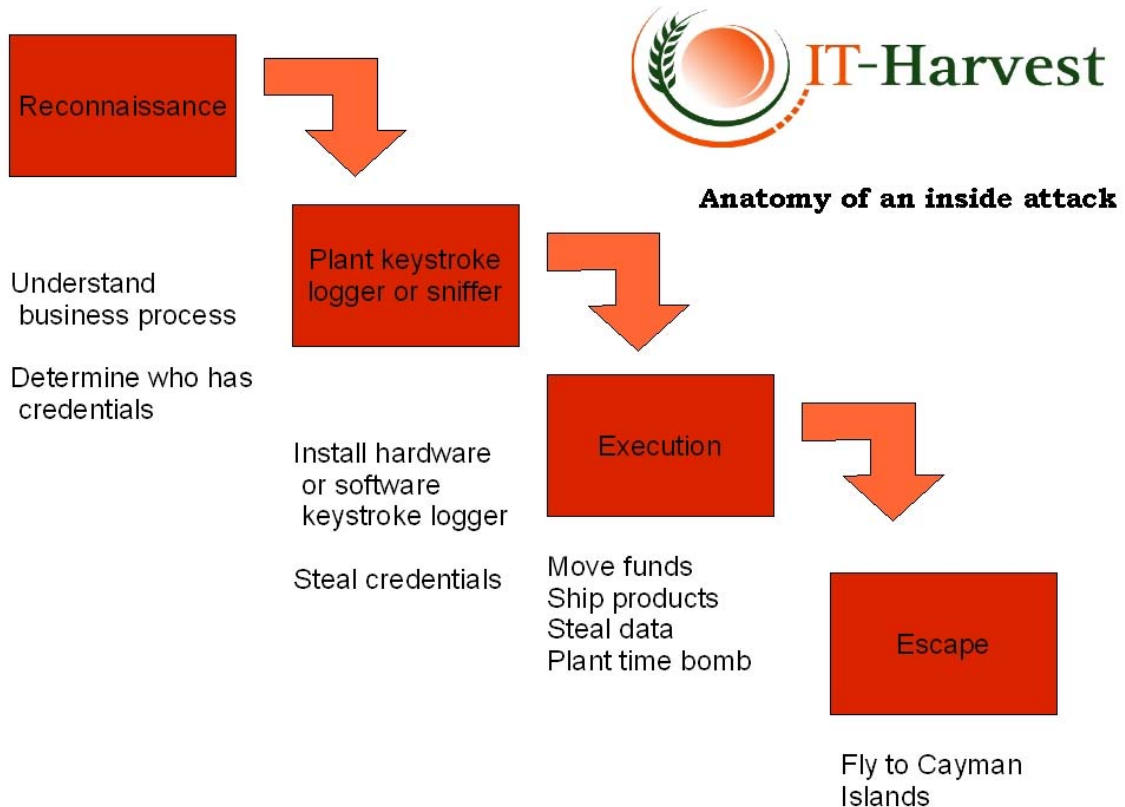 IT-Harvest
Anatomy of an inside attack
Reconnaissance
Understand
business process
Determine who has
credentials
Plant keystroke
logger or sniffer
Install hardware
or software
keystroke logger
Steal credentials
Execution
Move funds
Ship products
Steal data
Plant time bomb
Escape
Fly to Cayman
Islands